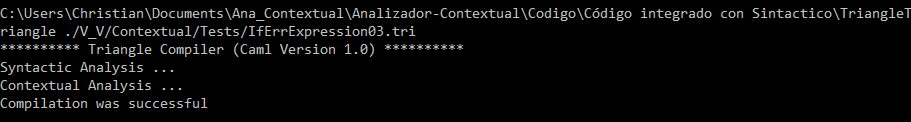 C:\Users\Christian\Documents\Ana_Contextual\Analizador-Contextual\Codigo\Código integrado con Sintactico\TriangleT
riangle ./V_V/Contextual/Tests/IfErrExpression03.tri
********** Triangle Compiler (Caml Version 1.0) **********
Syntactic Analysis ...
Contextual Analysis ...
Compilation was successful